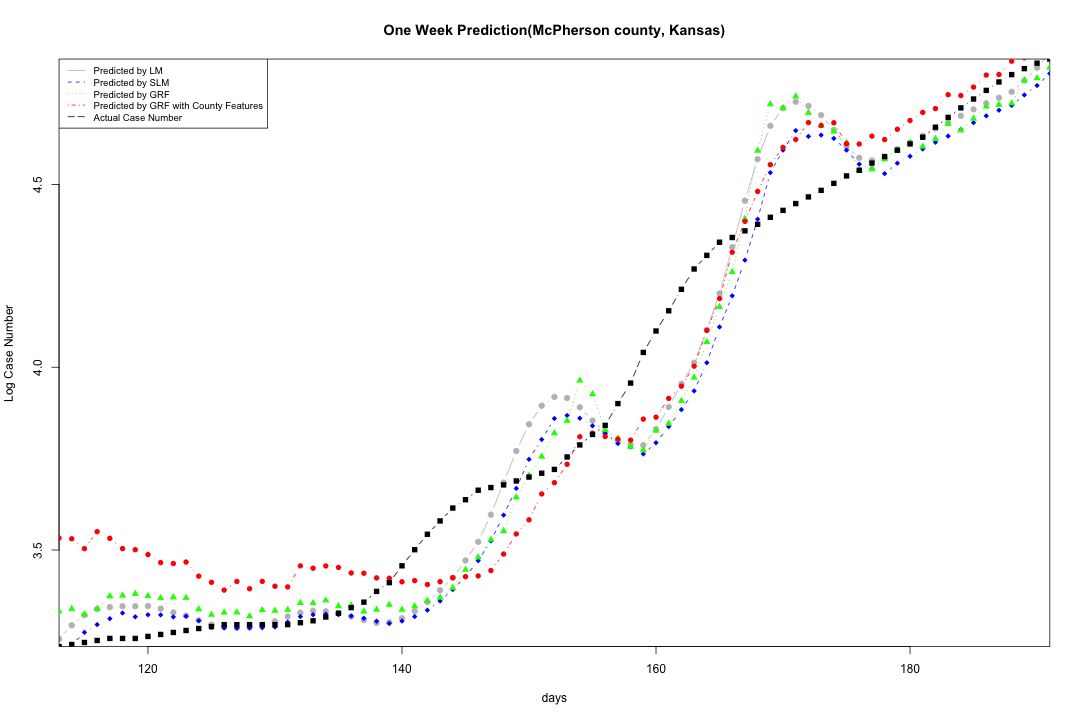 One Week Prediction(McPherson county, Kansas)
Predicted by LM
Predicted by SLM
Predicted by GRF
Predicted by GRF with County Features
Actual Case Number
4.5
4.0
3.5
Log Case Number
120 140 160 180
days